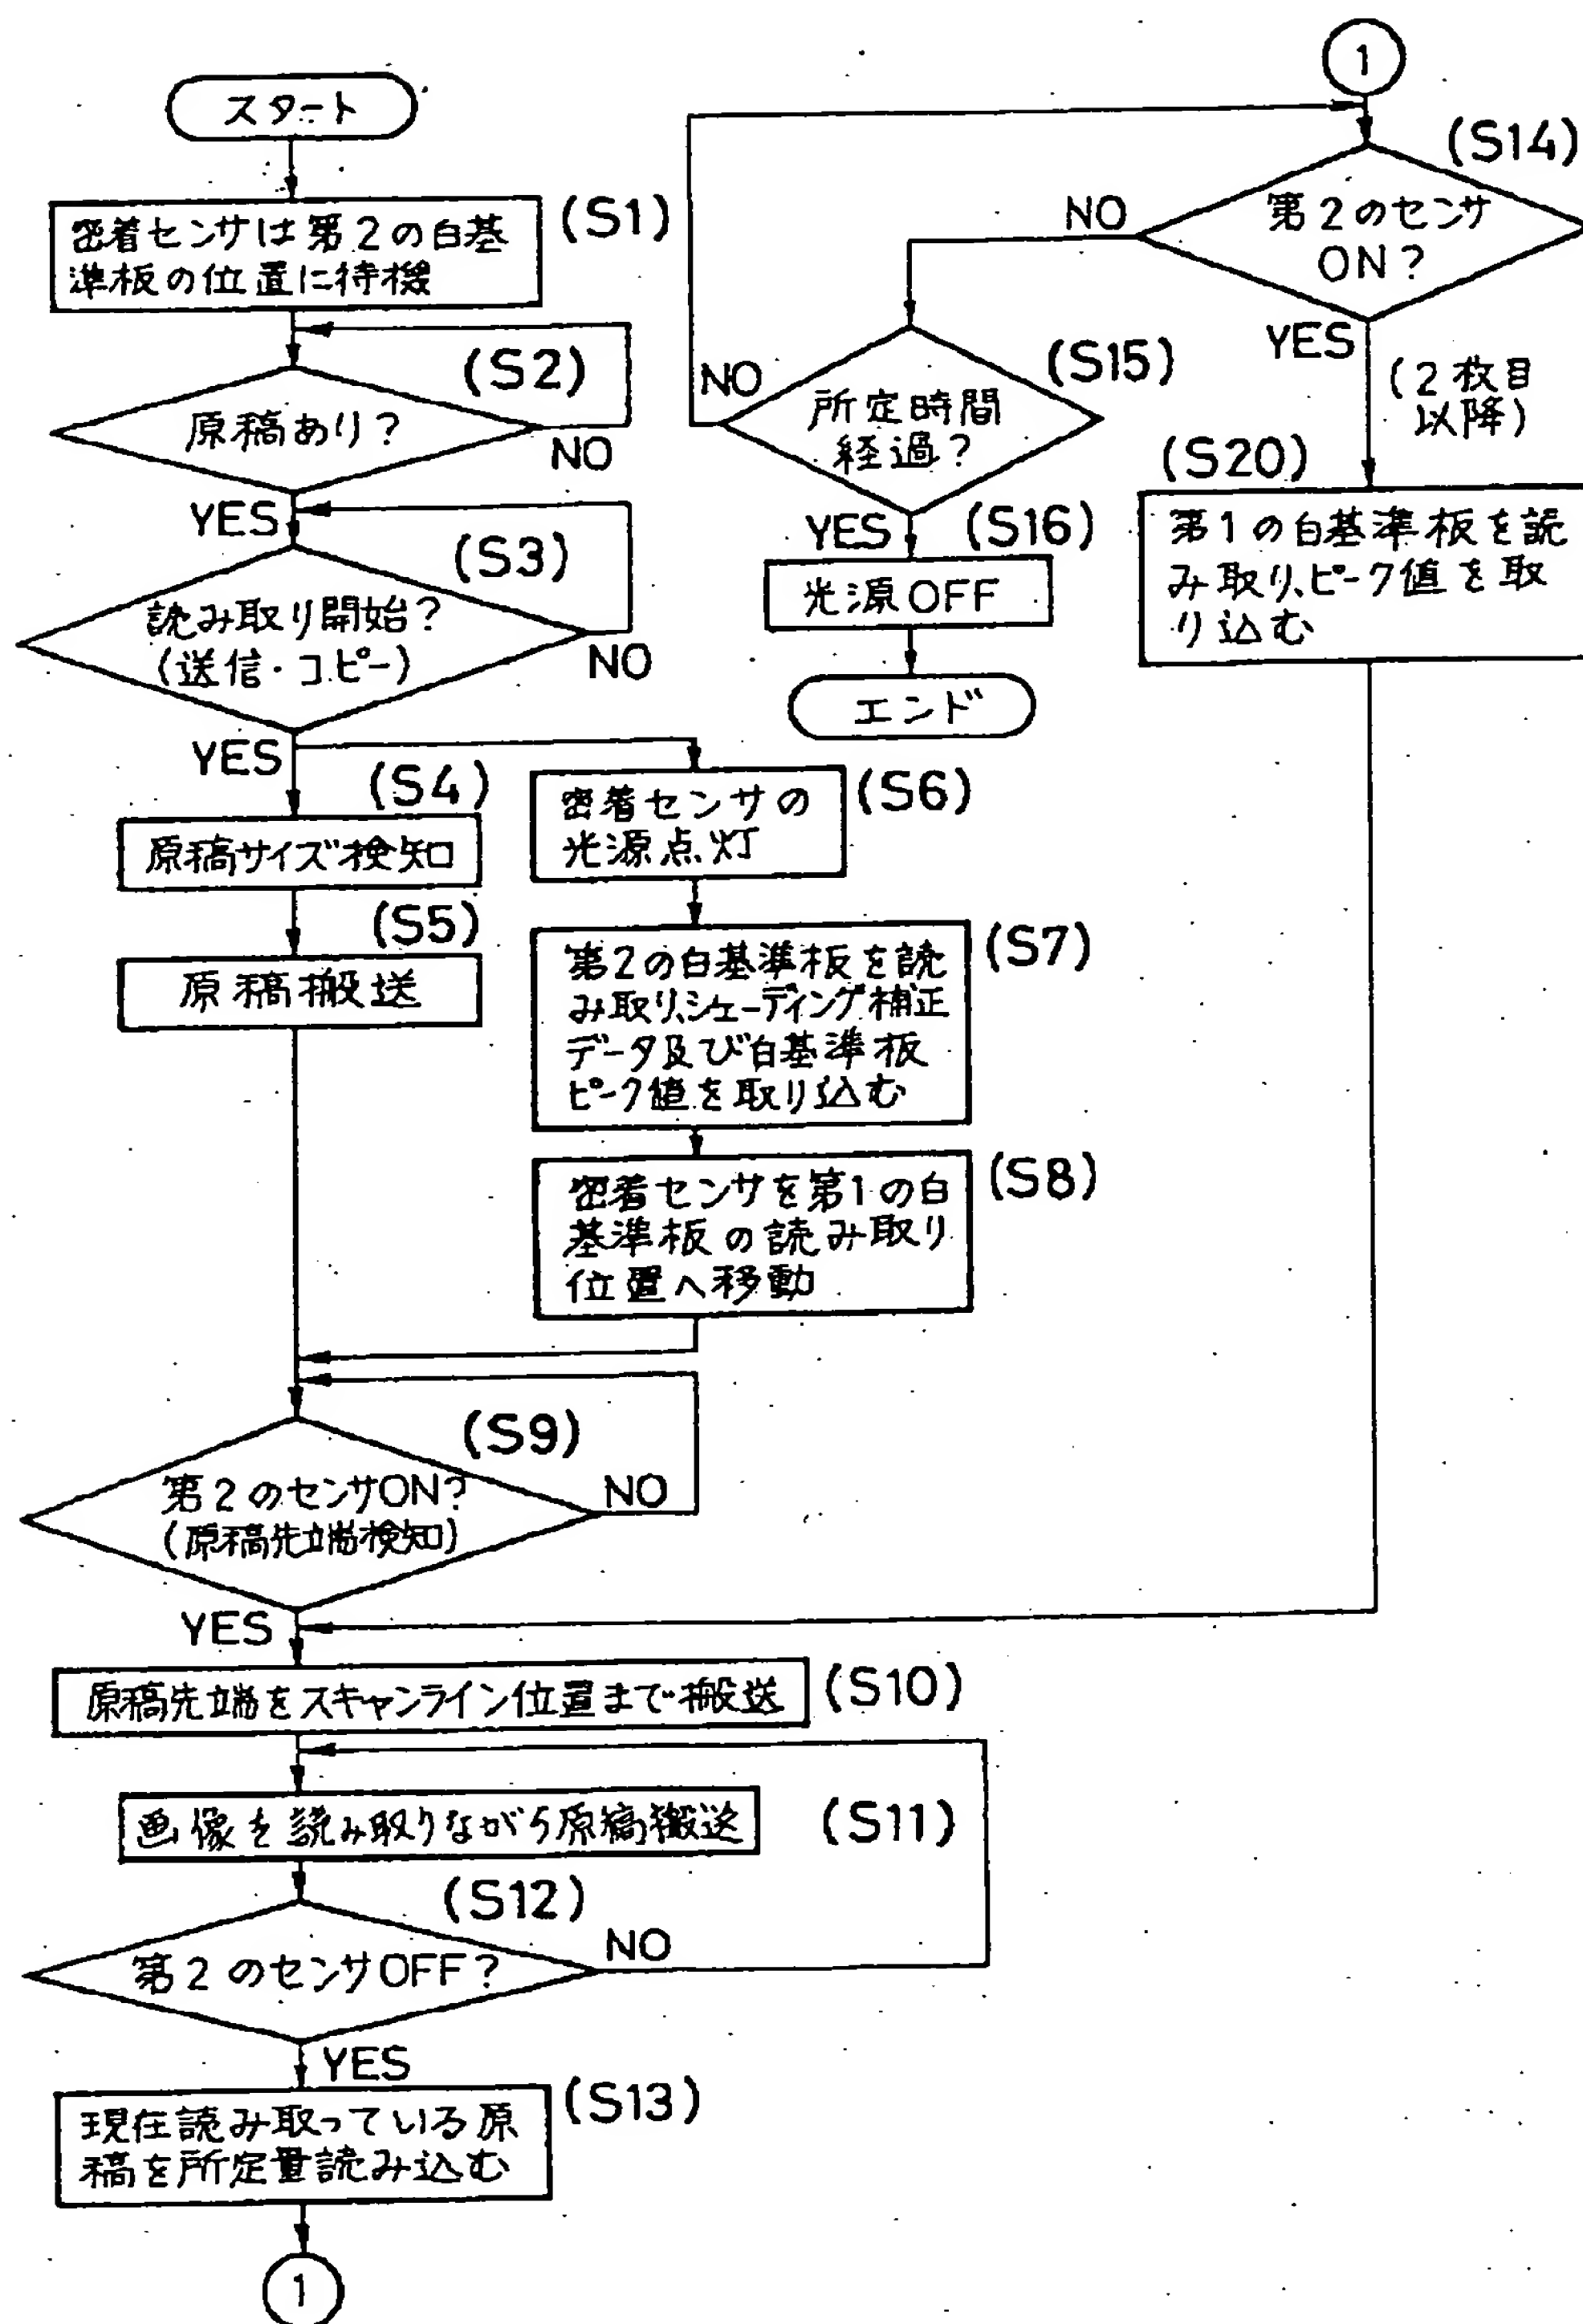 スタート
(S1)
密着センサは第2の白基
準板の位置に待機
(S2)
原稿あり?
NO
YES
(S3)
読み取り開始?
(送信・コピー)
NO
YES
(S4)
原稿サイズ検知
(S5)
原稿搬送
(S6)
密着センサの
光源点灯
(S7)
第2の白基準板を読
み取り、シェーディング補正
データ及び白基準板
ピーク値を取り込む
(S8)
密着センサを第1の白
基準板の読み取り
位置へ移動
(S9)
第2のセンサON?
(原稿先端検知)
NO
YES
原稿先端をスキャンライン位置まで搬送
(S10)
画像を読み取りながら原稿搬送
(S11)
(S12)
第2のセンサOFF?
NO
YES
(S13)
現在読み取っている原
稿を所定量読み込む
1
1
(S14)
第2のセンサ
ON?
NO
YES
(2枚目
以降)
(S15)
所定時間
経過?
NO
YES
(S16)
光源OFF
エンド
(S20)
第1の白基準板を読
み取り、ピーク値を取
り込む